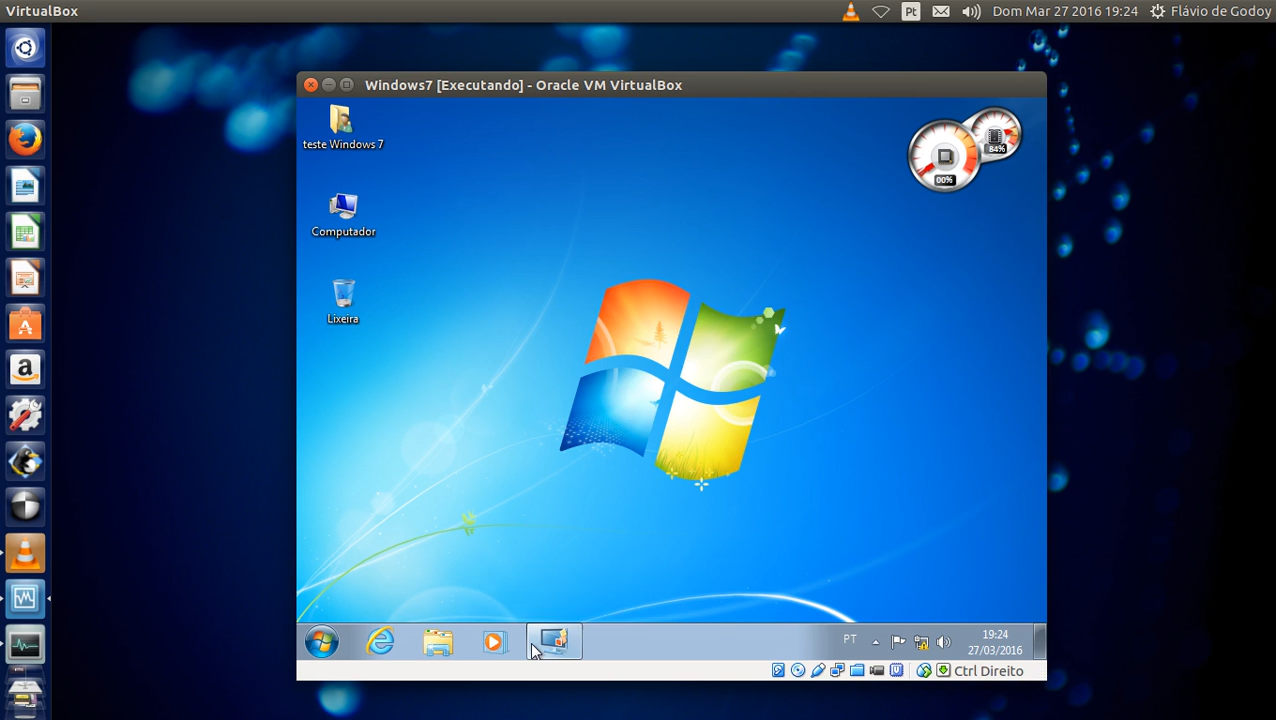 VirtualBox
Pt
Dom Mar 27 2016 19:24
Flávio de Godoy
Windows7 [Executando] - Oracle VM VirtualBox
teste Windows 7
84%
00%
Computador
Lixeira
PT
19:24
27/03/2016
Ctrl Direito